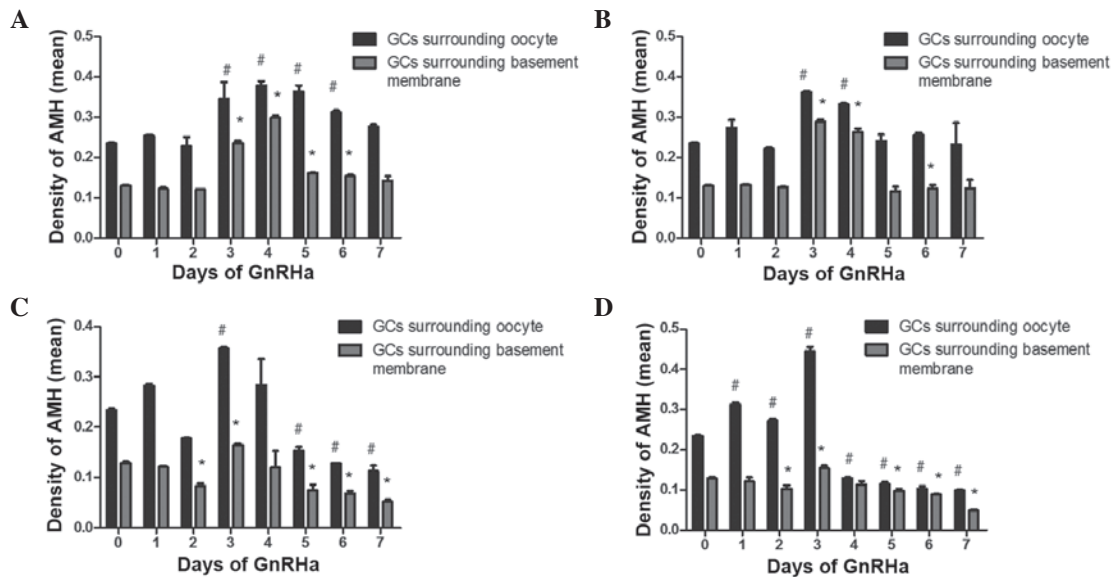 A
Density of AMH (mean)
0.5
0.4
0.3
0.2
0.1
0.0
# # # #
* * * *
GCs surrounding oocyte
GCs surrounding basement
membrane
0 1 2 3 4 5 6 7
Days of GnRHa
B
Density of AMH (mean)
0.5
0.4
0.3
0.2
0.1
0.0
# #
* * *
GCs surrounding oocyte
GCs surrounding basement
membrane
0 1 2 3 4 5 6 7
Days of GnRHa
C
Density of AMH (mean)
0.4
0.3
0.2
0.1
0.0
# # # #
* * * * *
GCs surrounding oocyte
GCs surrounding basement
membrane
0 1 2 3 4 5 6 7
Days of GnRHa
D
Density of AMH (mean)
0.5
0.4
0.3
0.2
0.1
0.0
# # # # # # #
* * * * *
GCs surrounding oocyte
GCs surrounding basement
membrane
0 1 2 3 4 5 6 7
Days of GnRHa